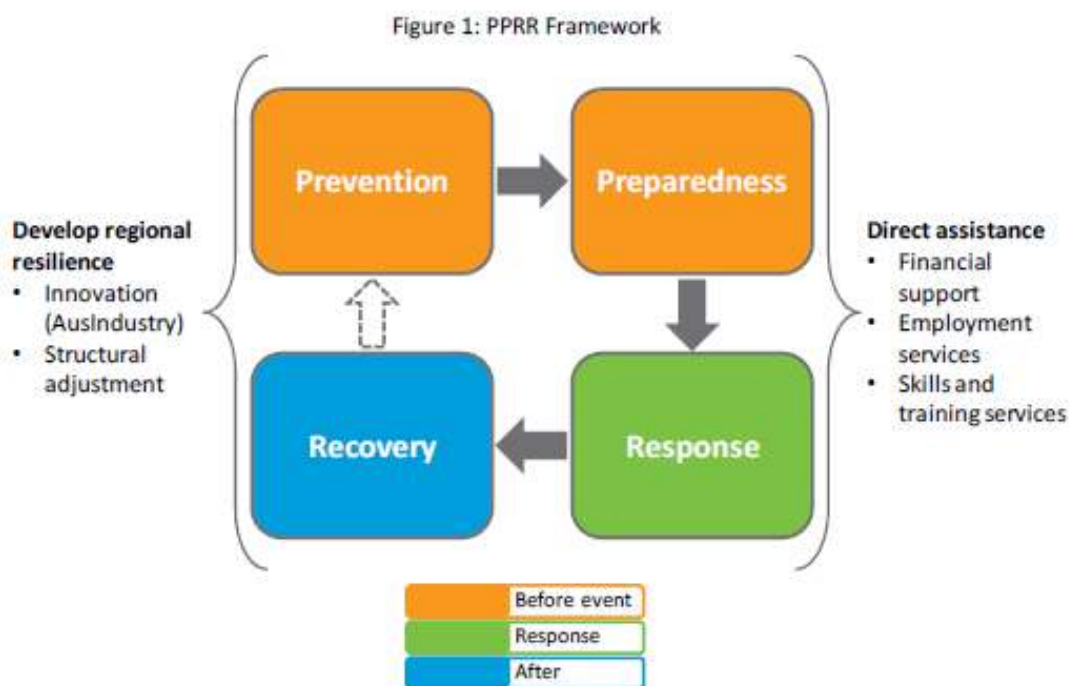 Figure 1: PPRR Framework
Prevention
Preparedness
Develop regional
resilience
• Innovation
(AusIndustry)
• Structural
adjustment
Direct assistance
• Financial
support
• Employment
services
• Skills and
training services
Recovery
Response
Before event
Response
After